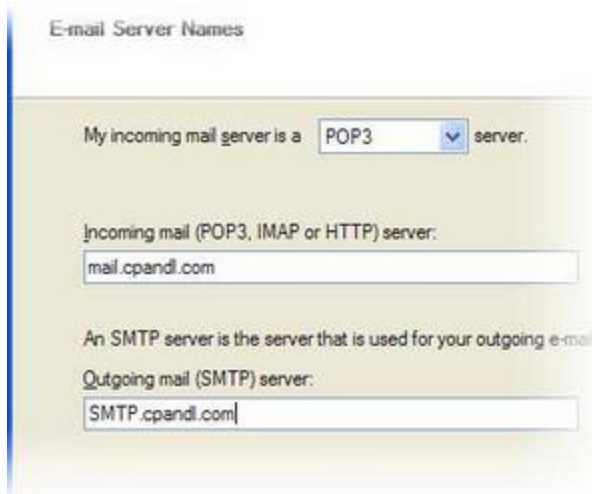 E-mail Server Names
My incoming mail server is a POP3 server.
Incoming mail (POP3, IMAP or HTTP) server:
mail.cpandl.com
An SMTP server is the server that is used for your outgoing e-mai
Outgoing mail (SMTP) server:
SMTP.cpandl.com